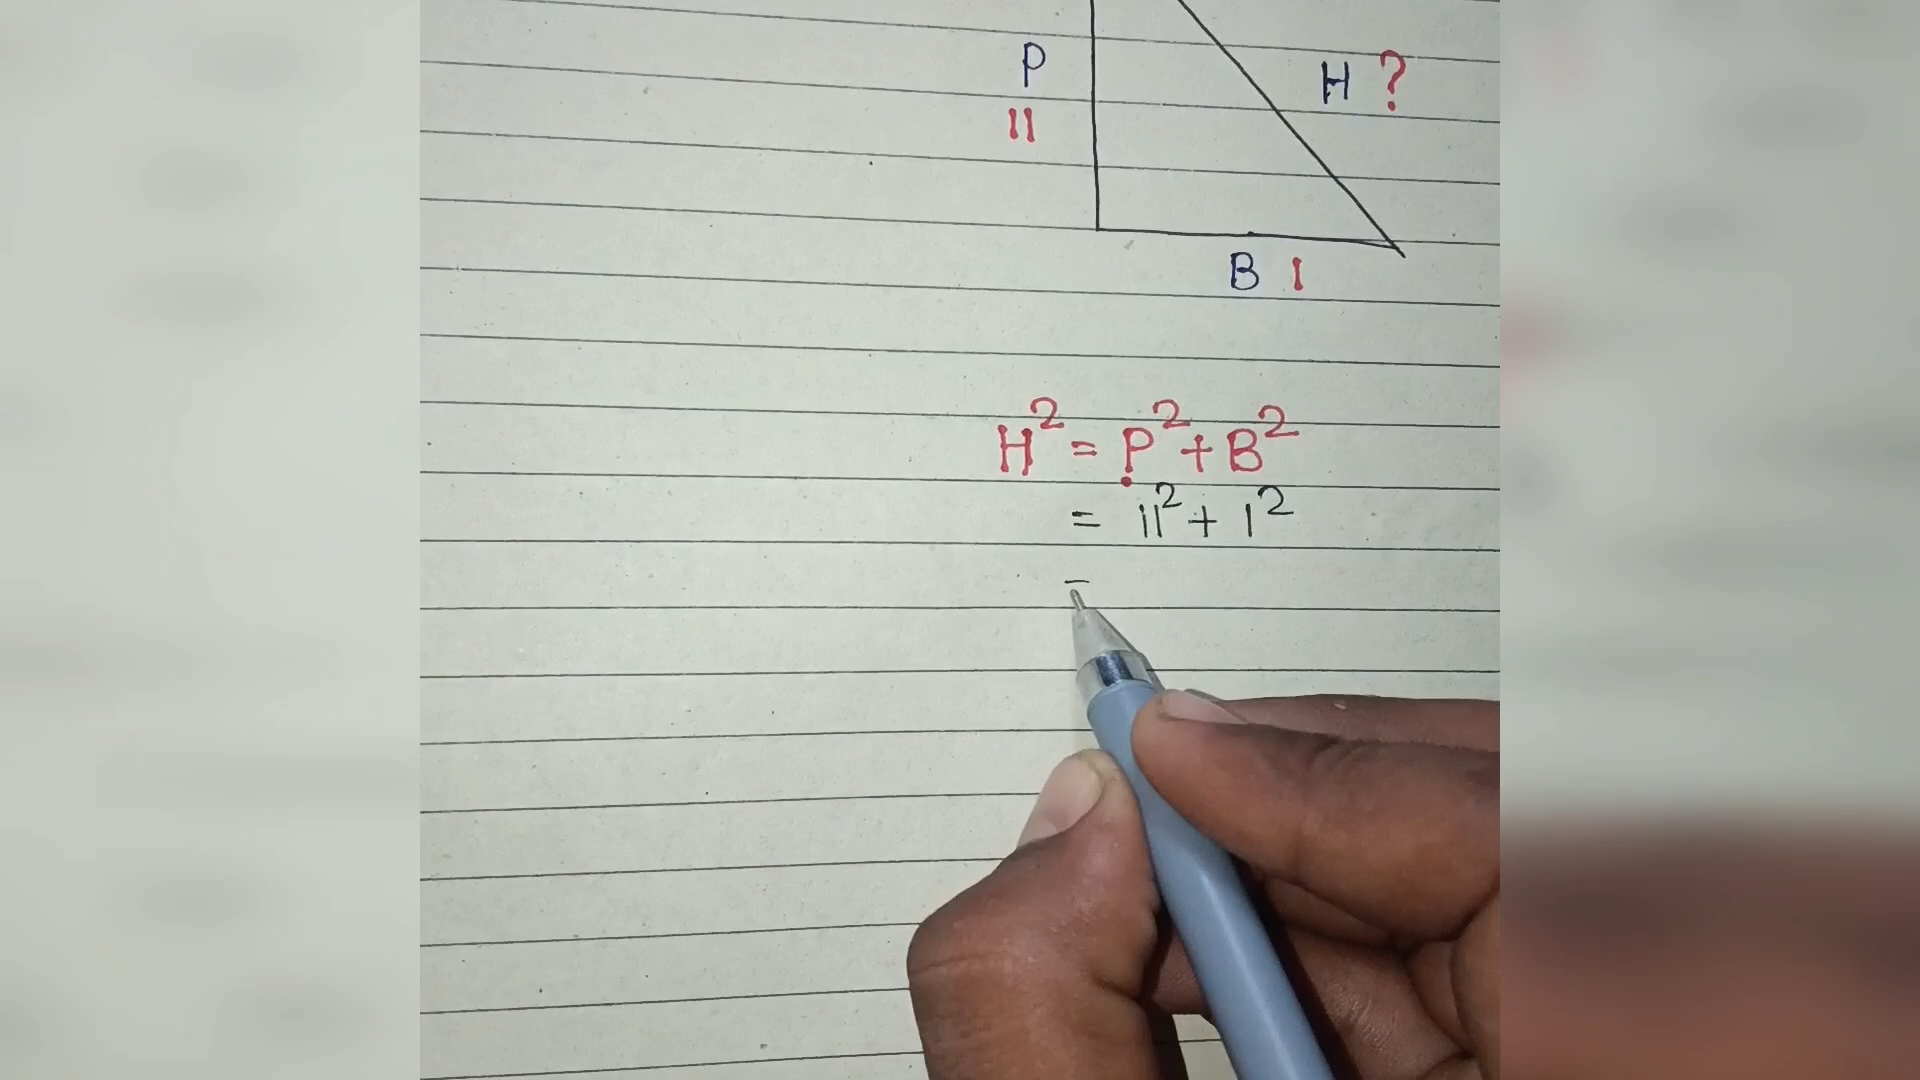 P
H ?
11
B 1
H² = P² + B²
= 11² + 1²